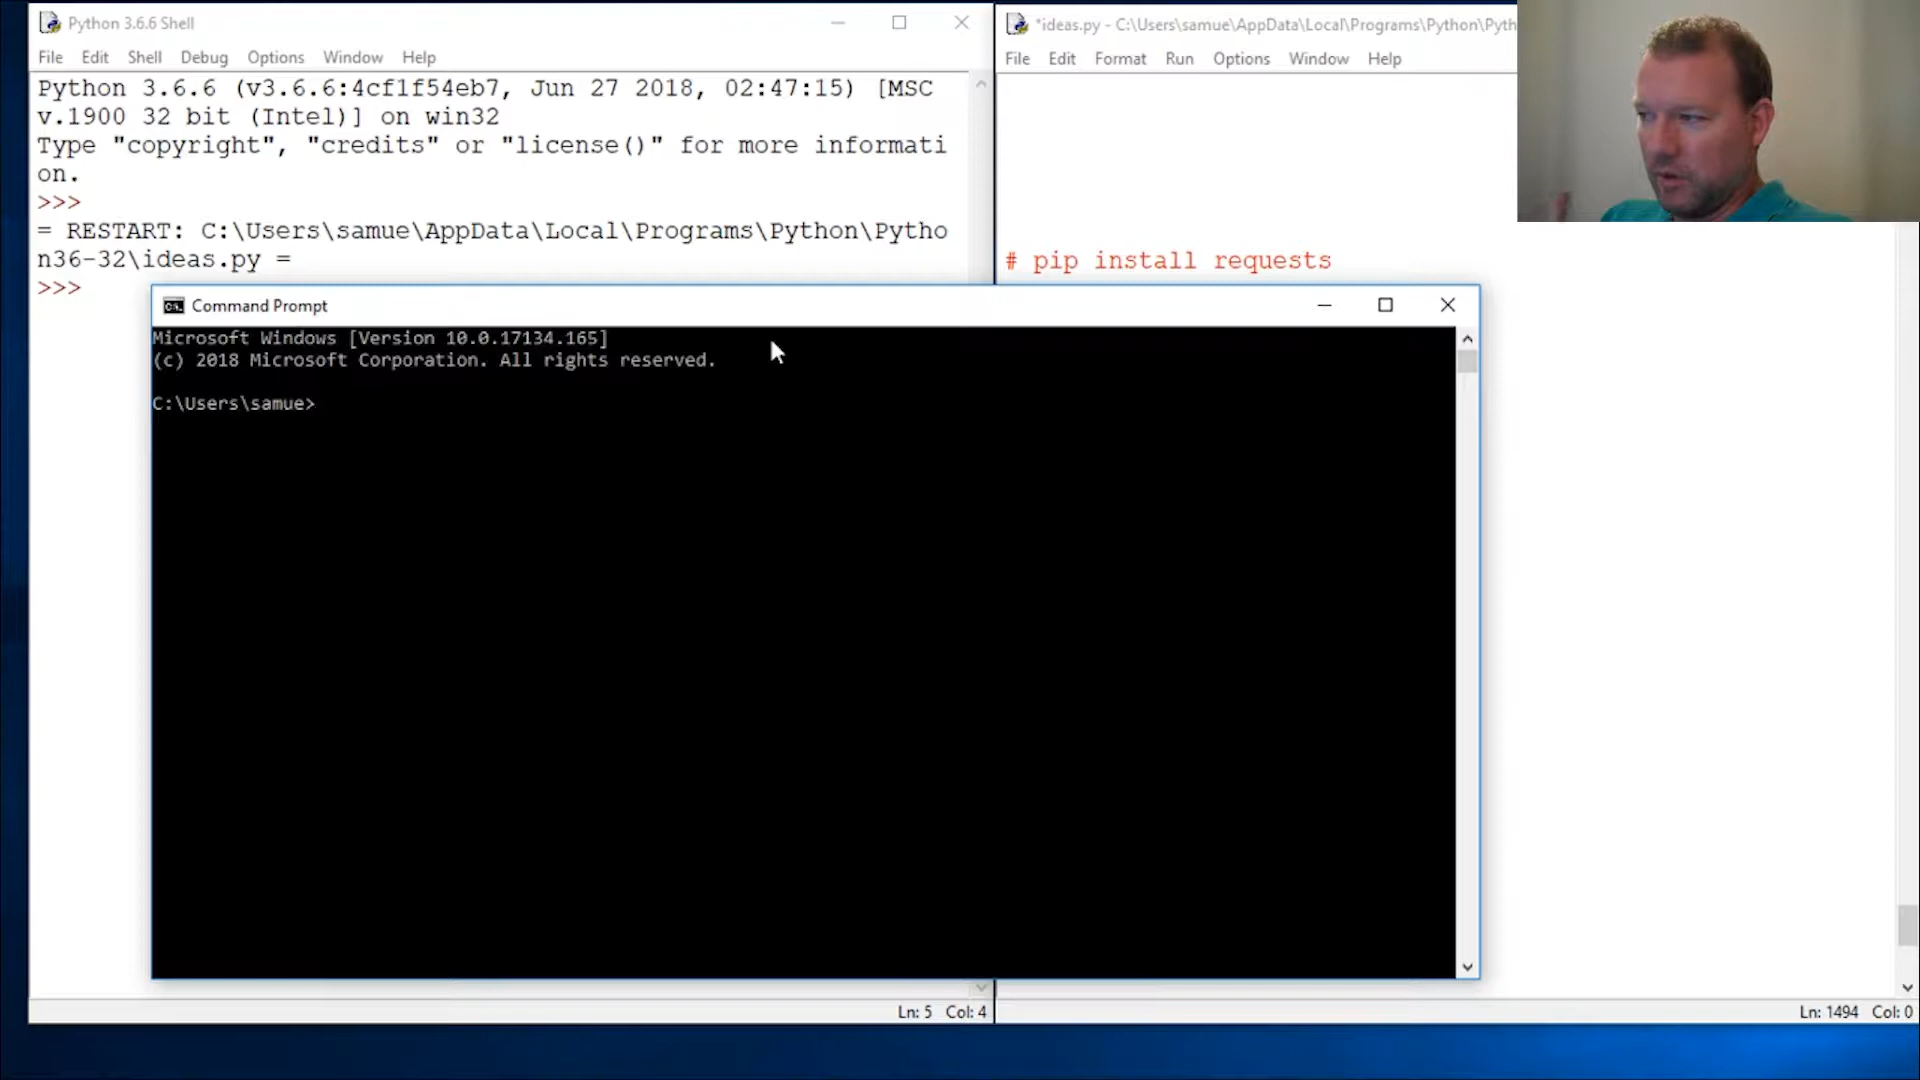 Python 3.6.6 Shell
File Edit Shell Debug Options Window Help
Python 3.6.6 (v3.6.6:4cf1f54eb7, Jun 27 2018, 02:47:15) [MSC
v.1900 32 bit (Intel)] on win32
Type "copyright", "credits" or "license()" for more informati
on.
>>>
= RESTART: C:\Users\samue\AppData\Local\Programs\Python\Pytho
n36-32\ideas.py =
>>>
Ln: 5 Col: 4
*ideas.py - C:\Users\samue\AppData\Local\Programs\Python\Pyth
File Edit Format Run Options Window Help
# pip install requests
Ln: 1494 Col: 0
Command Prompt
Microsoft Windows [Version 10.0.17134.165]
(c) 2018 Microsoft Corporation. All rights reserved.
C:\Users\samue>